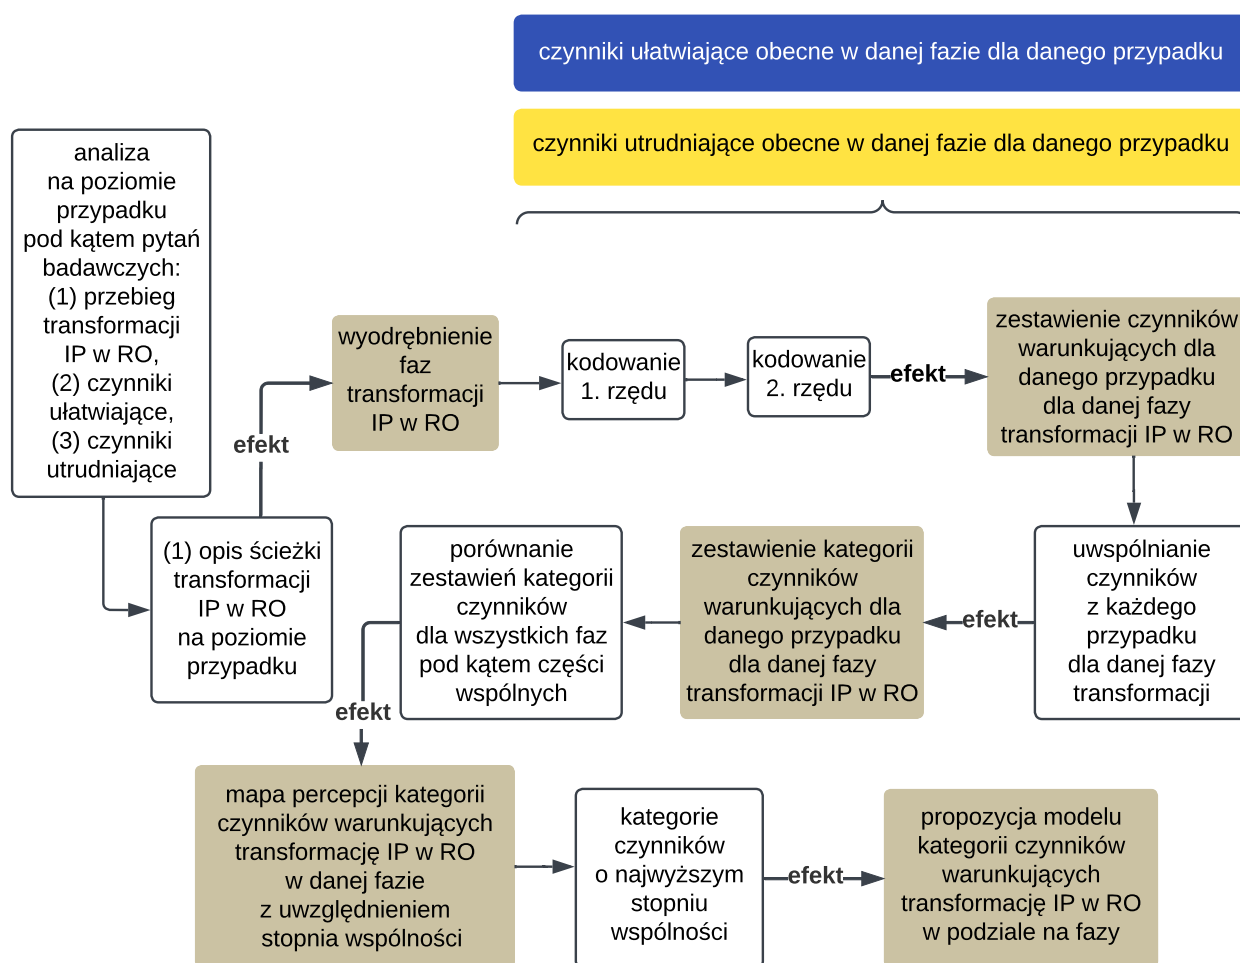 czynniki ułatwiające obecne w danej fazie dla danego przypadku
czynniki utrudniające obecne w danej fazie dla danego przypadku
analiza
na poziomie
przypadku
pod kątem pytań
badawczych:
(1) przebieg
transformacji
IP w RO,
(2) czynniki
ułatwiające,
(3) czynniki
utrudniające
(1) opis ścieżki
transformacji
IP w RO
na poziomie
przypadku
efekt
wyodrębnienie
faz
transformacji
IP w RO
kodowanie
1. rzędu
kodowanie
2. rzędu
efekt
zestawienie czynników
warunkujących dla
danego przypadku
dla danej fazy
transformacji IP w RO
uwspólnianie
czynników
z każdego
przypadku
dla danej fazy
transformacji
efekt
zestawienie kategorii
czynników
warunkujących dla
danego przypadku
dla danej fazy
transformacji IP w RO
porównanie
zestawień kategorii
czynników
dla wszystkich faz
pod kątem części
wspólnych
efekt
mapa percepcji kategorii
czynników warunkujących
transformację IP w RO
w danej fazie
z uwzględnieniem
stopnia wspólności
kategorie
czynników
o najwyższym
stopniu
wspólności
efekt
propozycja modelu
kategorii czynników
warunkujących
transformację IP w RO
w podziale na fazy